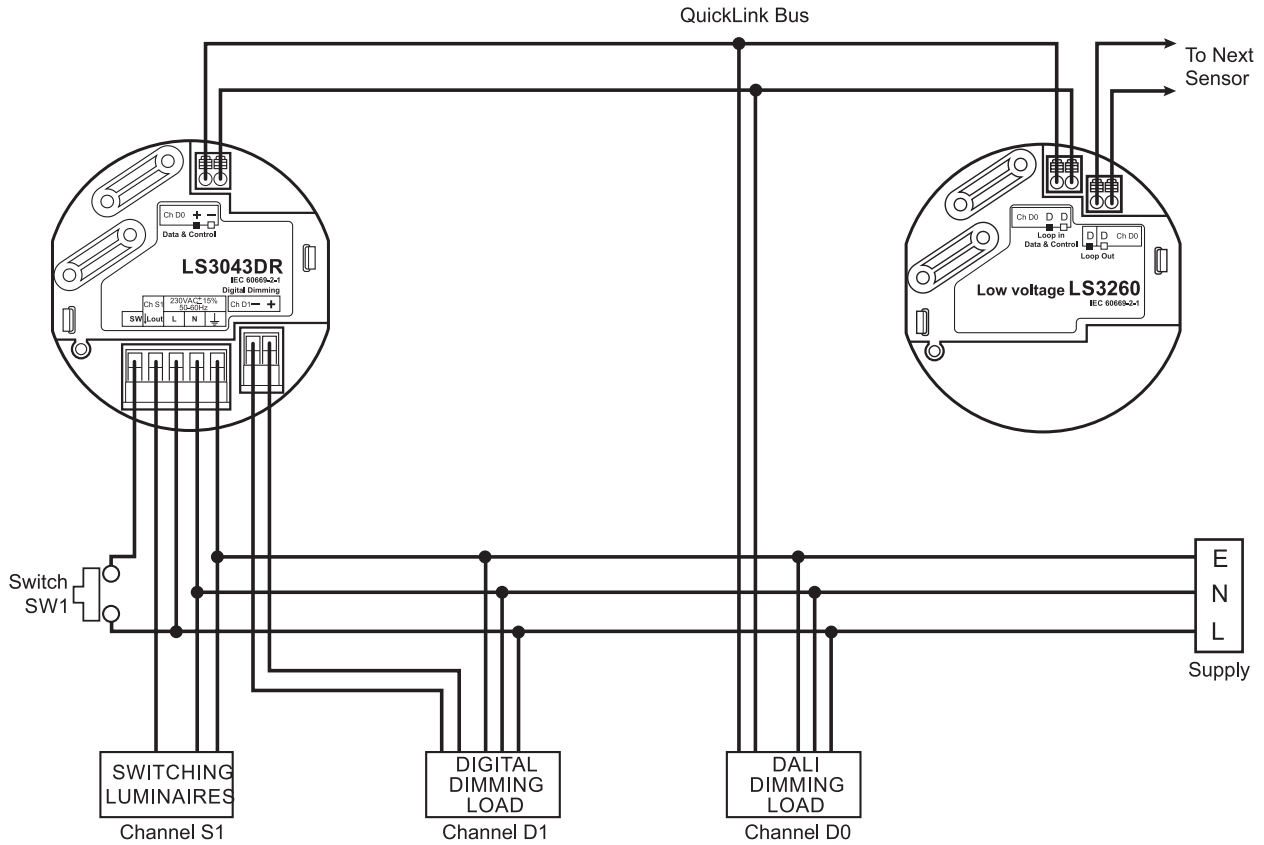 QuickLink Bus
To Next
Sensor
Ch D0 + −
Data & Control
LS3043DR
IEC 60669-2-1
Digital Dimming
Ch S1
230VAC±15%
50-60Hz
Ch D1 − +
SW
Lout
L
N
Ch D0 D D
Loop in
Data & Control
D D Ch D0
Loop Out
Low voltage LS3260
IEC 60669-2-1
Switch
SW1
E
N
L
Supply
SWITCHING
LUMINAIRES
Channel S1
DIGITAL
DIMMING
LOAD
Channel D1
DALI
DIMMING
LOAD
Channel D0